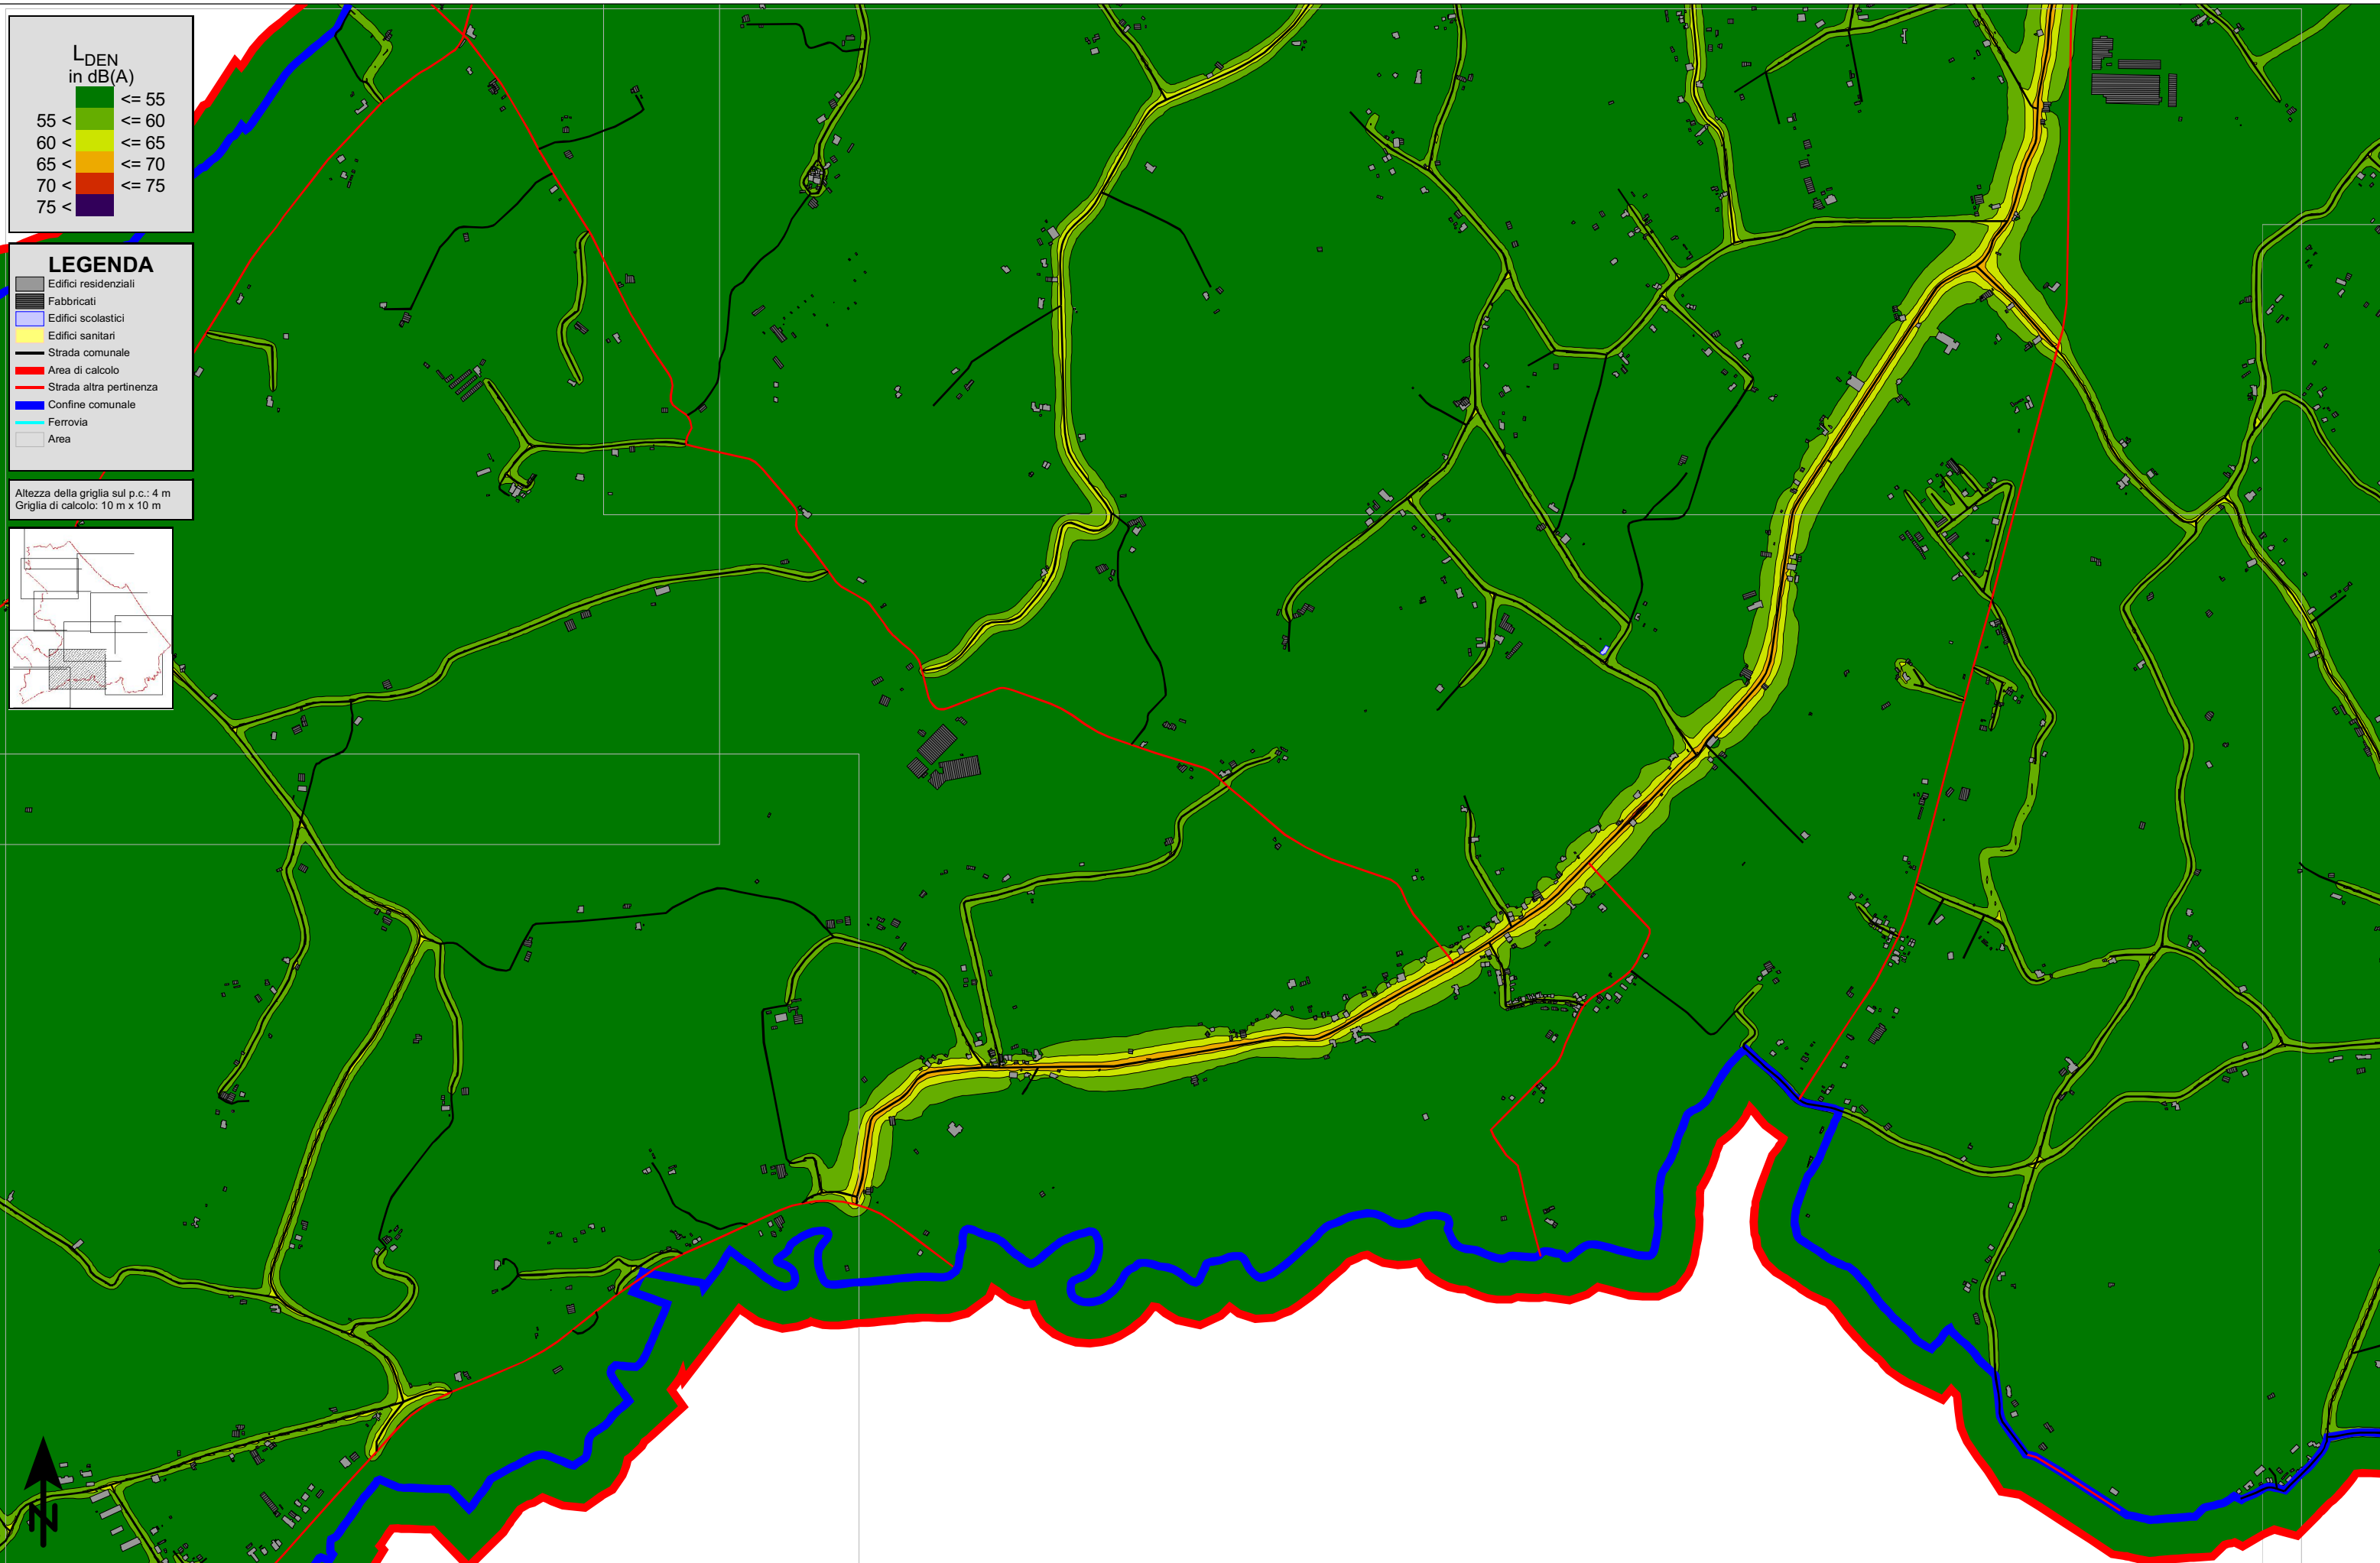 LDEN
in dB(A)
<= 55
55 < <= 60
60 < <= 65
65 < <= 70
70 < <= 75
75 <
LEGENDA
Edifici residenziali
Fabbricati
Edifici scolastici
Edifici sanitari
Strada comunale
Area di calcolo
Strada altra pertinenza
Confine comunale
Ferrovia
Area
Altezza della griglia sul p.c.: 4 m
Griglia di calcolo: 10 m x 10 m
N